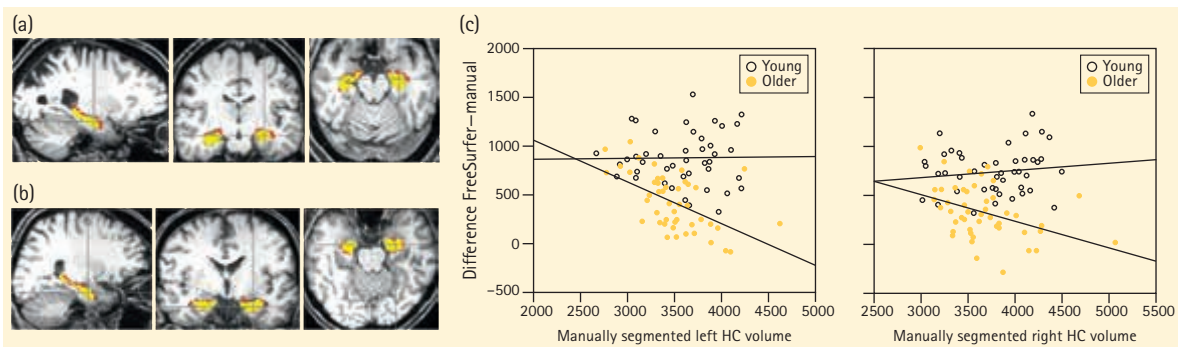 (a)
(b)
(c)
Difference FreeSurfer–manual
2000
1500
1000
500
0
–500
Young
Older
2000 2500 3000 3500 4000 4500 5000
Manually segmented left HC volume
Young
Older
2500 3000 3500 4000 4500 5000 5500
Manually segmented right HC volume